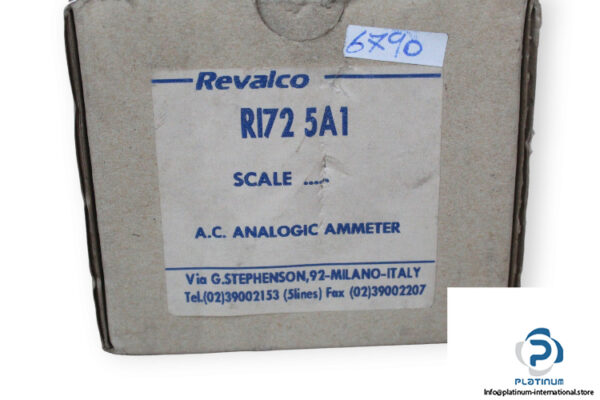 6790
Revalco
RI72 5A1
SCALE .....
A.C. ANALOGIC AMMETER
Via G.STEPHENSON,92-MILANO-ITALY
Tel.(02)39002153 (5lines) Fax (02)39002207
PLATINUM
Info@platinum-international.store